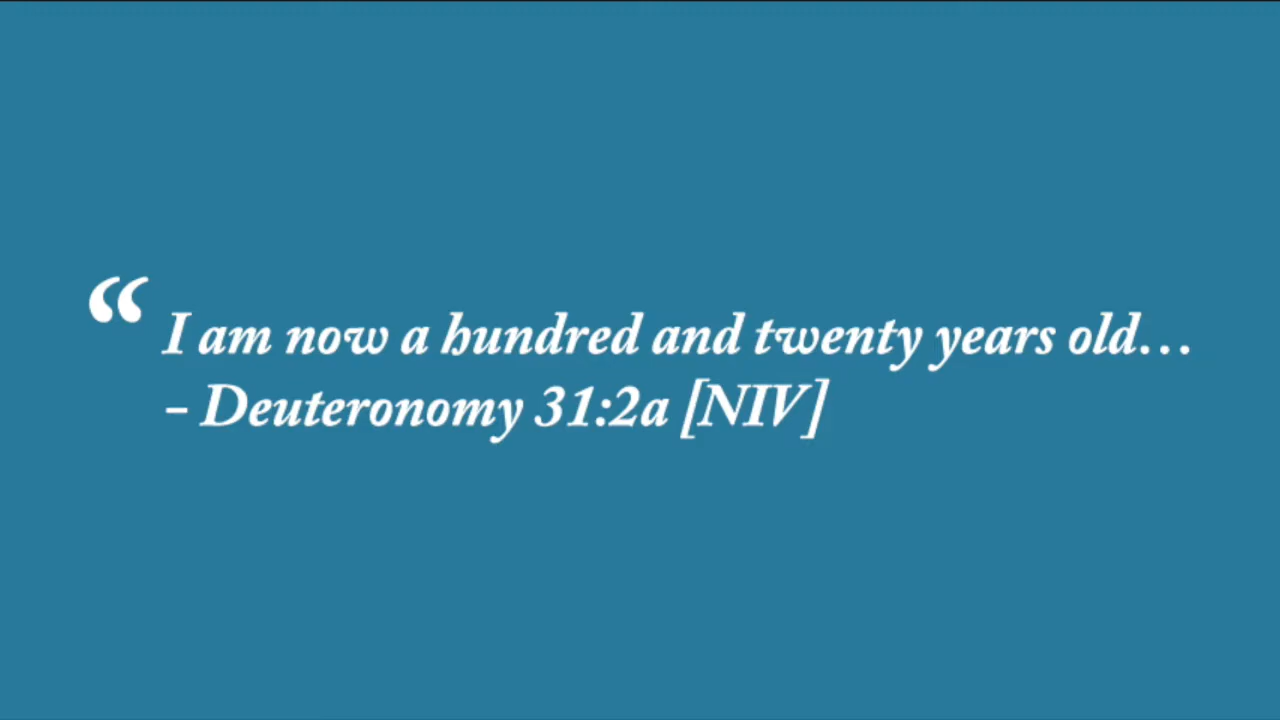 “I am now a hundred and twenty years old…
– Deuteronomy 31:2a [NIV]